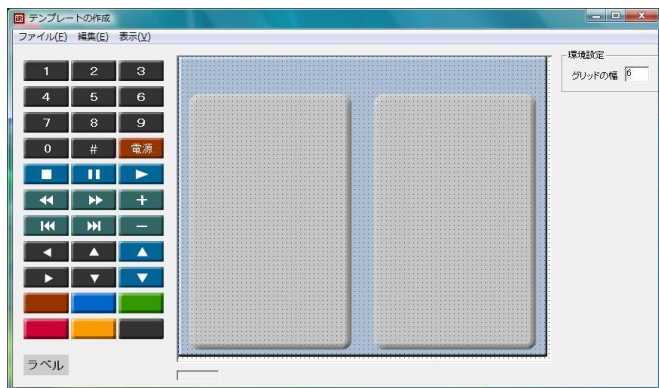 テンプレートの作成
ファイル(F) 編集(E) 表示(V)
1 2 3
4 5 6
7 8 9
0 # 電源
+
−
ラベル
環境設定
グリッドの幅 6